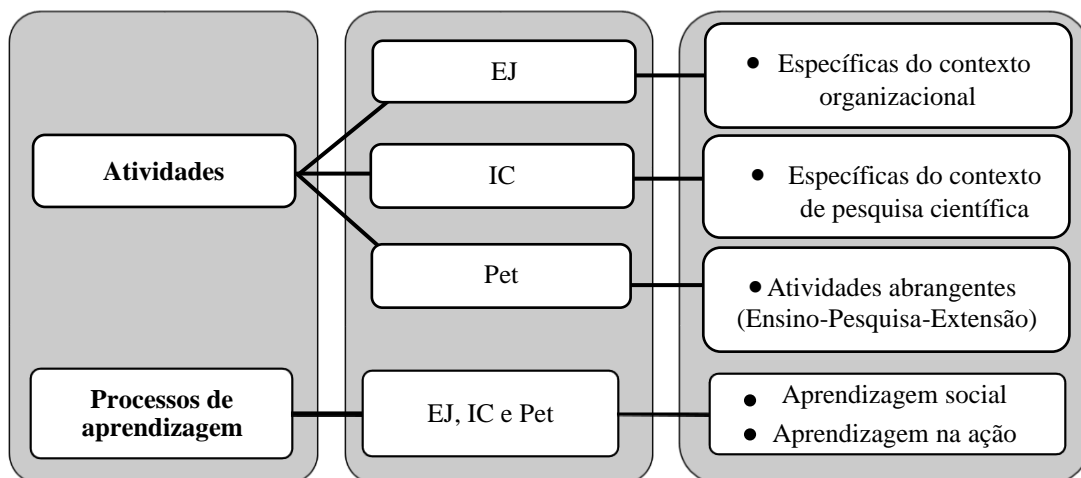 EJ
• Específicas do contexto
organizacional
Atividades
IC
• Específicas do contexto
de pesquisa científica
Pet
• Atividades abrangentes
(Ensino-Pesquisa-Extensão)
Processos de
aprendizagem
EJ, IC e Pet
• Aprendizagem social
• Aprendizagem na ação